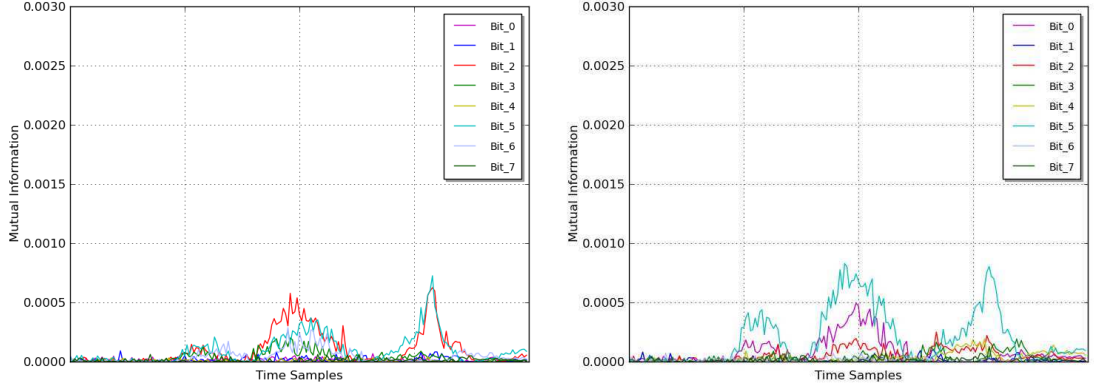 0.0030
0.0025
0.0020
0.0015
0.0010
0.0005
0.0000
Mutual Information
Time Samples
Bit_0
Bit_1
Bit_2
Bit_3
Bit_4
Bit_5
Bit_6
Bit_7
0.0030
0.0025
0.0020
0.0015
0.0010
0.0005
0.0000
Mutual Information
Time Samples
Bit_0
Bit_1
Bit_2
Bit_3
Bit_4
Bit_5
Bit_6
Bit_7